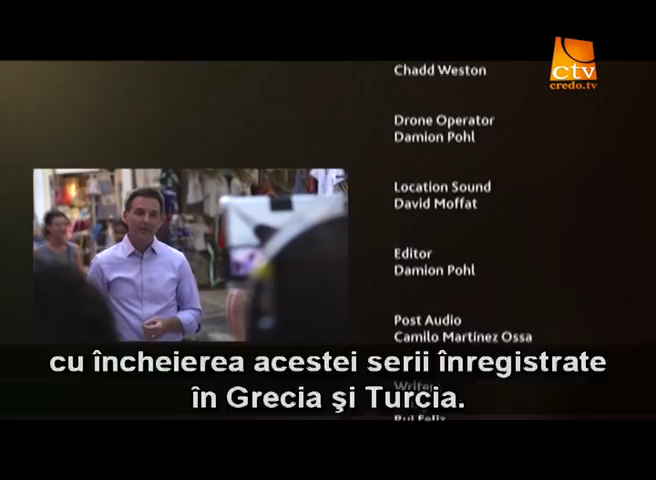 Chadd Weston
ctv
credo.tv
Drone Operator
Damion Pohl
Location Sound
David Moffat
Editor
Damion Pohl
Post Audio
Camilo Martinez Ossa
cu încheierea acestei serii înregistrate
în Grecia şi Turcia.